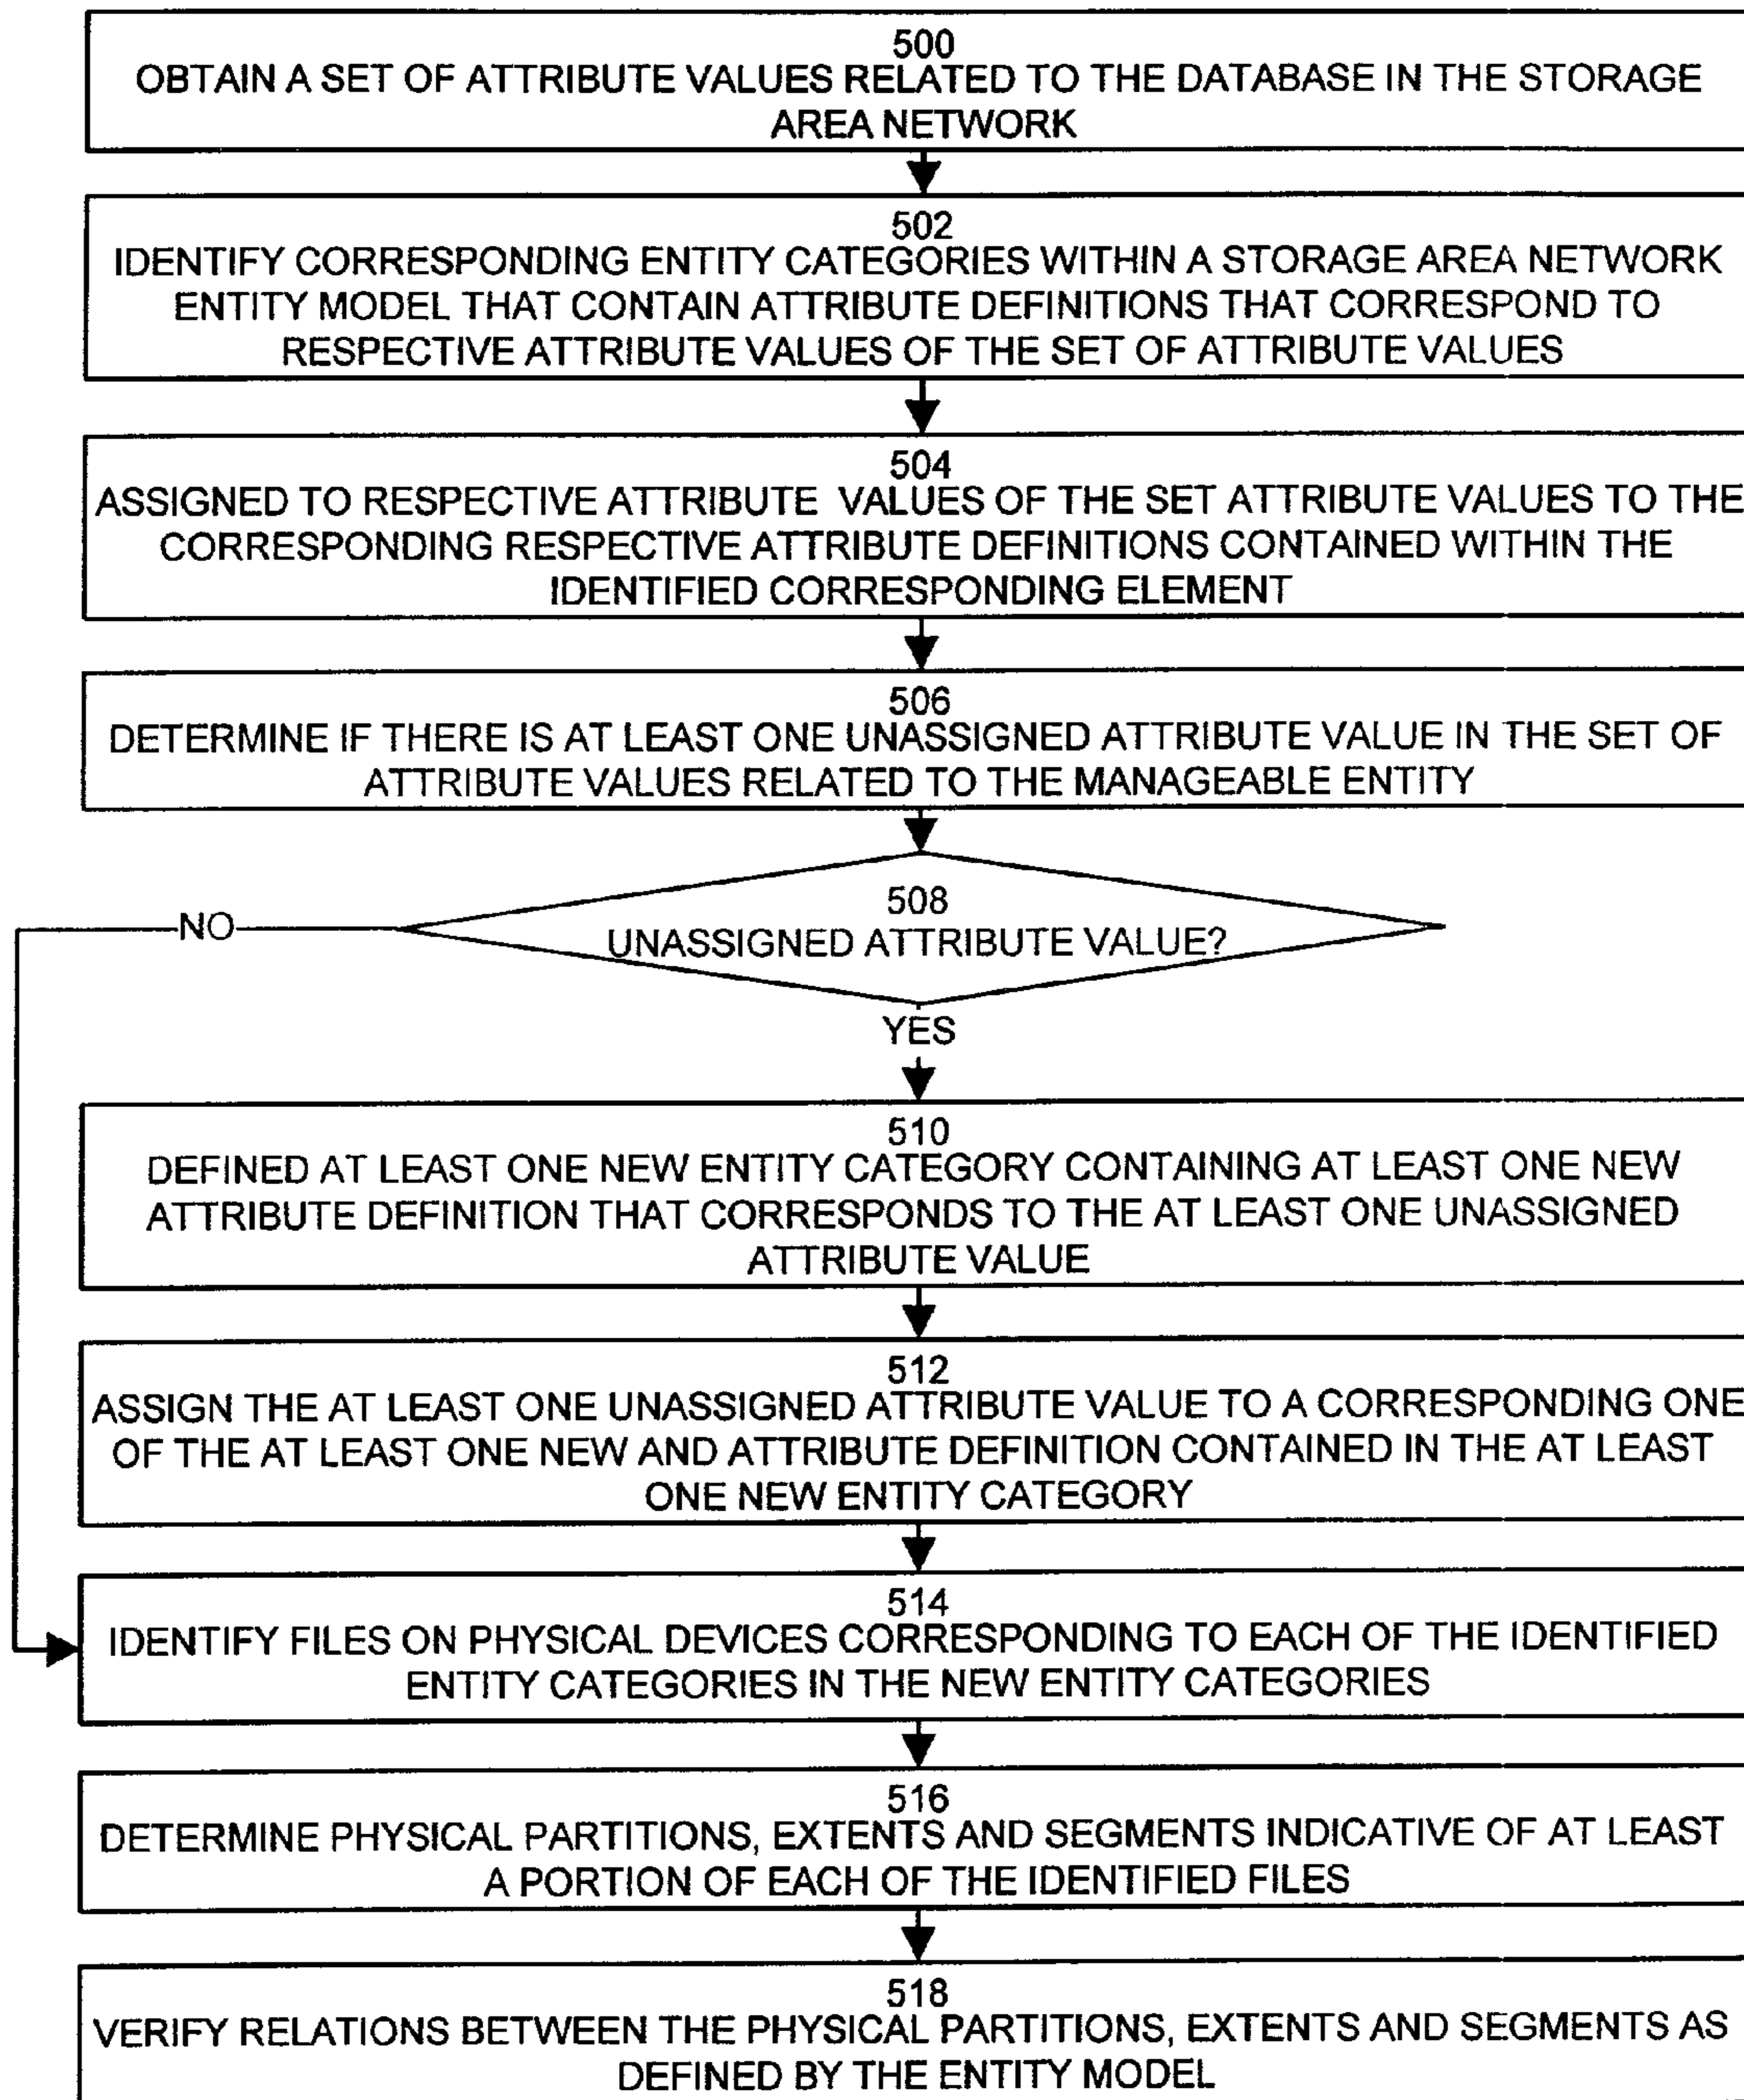 500
OBTAIN A SET OF ATTRIBUTE VALUES RELATED TO THE DATABASE IN THE STORAGE
AREA NETWORK
502
IDENTIFY CORRESPONDING ENTITY CATEGORIES WITHIN A STORAGE AREA NETWORK
ENTITY MODEL THAT CONTAIN ATTRIBUTE DEFINITIONS THAT CORRESPOND TO
RESPECTIVE ATTRIBUTE VALUES OF THE SET OF ATTRIBUTE VALUES
504
ASSIGNED TO RESPECTIVE ATTRIBUTE VALUES OF THE SET ATTRIBUTE VALUES TO THE
CORRESPONDING RESPECTIVE ATTRIBUTE DEFINITIONS CONTAINED WITHIN THE
IDENTIFIED CORRESPONDING ELEMENT
506
DETERMINE IF THERE IS AT LEAST ONE UNASSIGNED ATTRIBUTE VALUE IN THE SET OF
ATTRIBUTE VALUES RELATED TO THE MANAGEABLE ENTITY
508
UNASSIGNED ATTRIBUTE VALUE?
NO
YES
510
DEFINED AT LEAST ONE NEW ENTITY CATEGORY CONTAINING AT LEAST ONE NEW
ATTRIBUTE DEFINITION THAT CORRESPONDS TO THE AT LEAST ONE UNASSIGNED
ATTRIBUTE VALUE
512
ASSIGN THE AT LEAST ONE UNASSIGNED ATTRIBUTE VALUE TO A CORRESPONDING ONE
OF THE AT LEAST ONE NEW AND ATTRIBUTE DEFINITION CONTAINED IN THE AT LEAST
ONE NEW ENTITY CATEGORY
514
IDENTIFY FILES ON PHYSICAL DEVICES CORRESPONDING TO EACH OF THE IDENTIFIED
ENTITY CATEGORIES IN THE NEW ENTITY CATEGORIES
516
DETERMINE PHYSICAL PARTITIONS, EXTENTS AND SEGMENTS INDICATIVE OF AT LEAST
A PORTION OF EACH OF THE IDENTIFIED FILES
518
VERIFY RELATIONS BETWEEN THE PHYSICAL PARTITIONS, EXTENTS AND SEGMENTS AS
DEFINED BY THE ENTITY MODEL